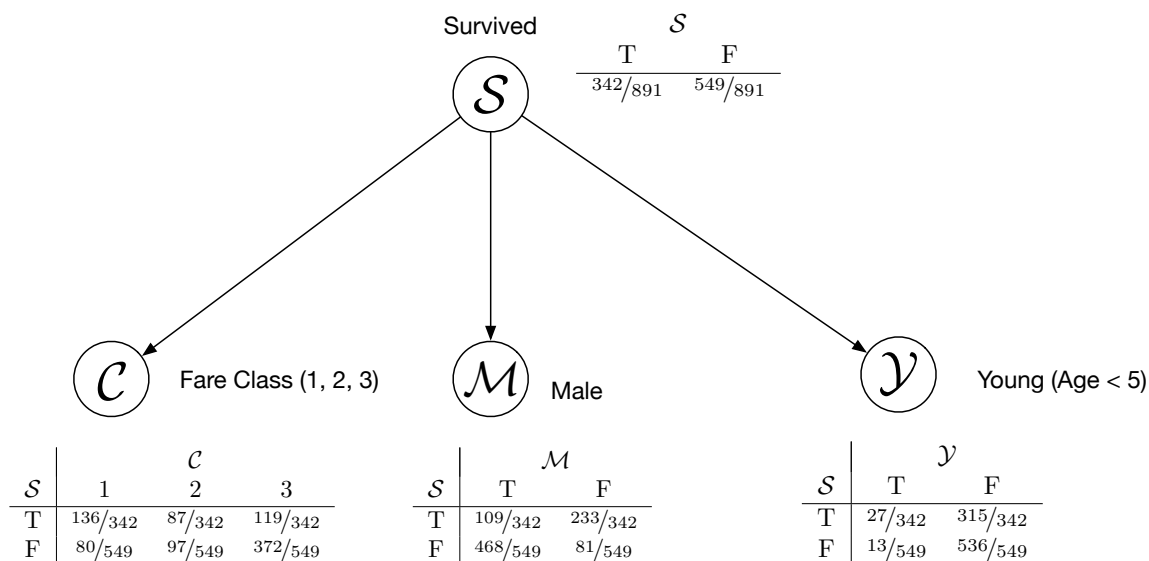 Survived
𝒮
T F
342/891 549/891
𝒮
𝒞
Fare Class (1, 2, 3)
ℳ
Male
𝒴
Young (Age < 5)
𝒞
𝒮 1 2 3
T 136/342 87/342 119/342
F 80/549 97/549 372/549
ℳ
𝒮 T F
T 109/342 233/342
F 468/549 81/549
𝒴
𝒮 T F
T 27/342 315/342
F 13/549 536/549